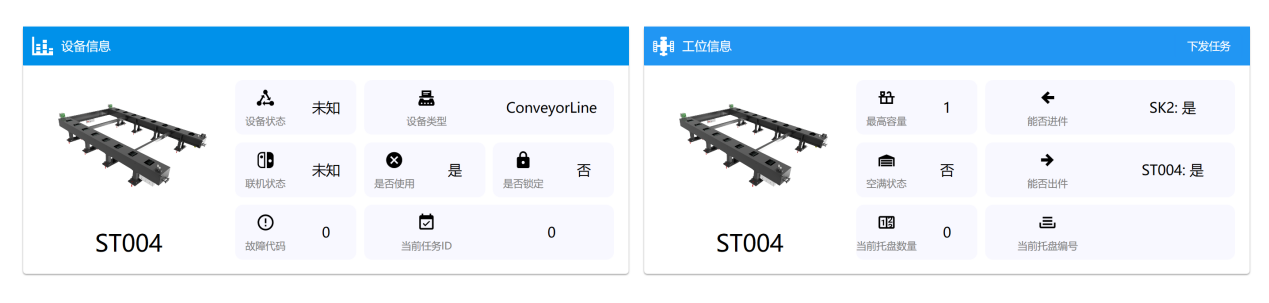 设备信息
设备状态 未知
设备类型 ConveyorLine
联机状态 未知
是否使用 是
是否锁定 否
ST004
故障代码 0
当前任务ID 0
工位信息 下发任务
最高容量 1
能否进件 SK2: 是
空满状态 否
能否出件 ST004: 是
ST004
当前托盘数量 0
当前托盘编号